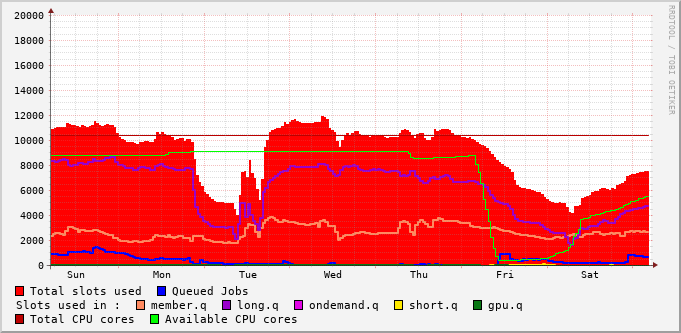 20000
18000
16000
14000
12000
10000
8000
6000
4000
2000
0
Sun Mon Tue Wed Thu Fri Sat
Total slots used Queued Jobs
Slots used in : member.q long.q ondemand.q short.q gpu.q
Total CPU cores Available CPU cores
RRDTOOL / TOBI OETIKER